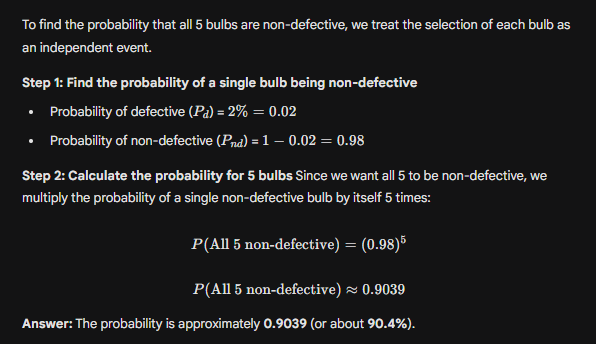 To find the probability that all 5 bulbs are non-defective, we treat the selection of each bulb as
an independent event.
Step 1: Find the probability of a single bulb being non-defective
• Probability of defective (P_d) = 2% = 0.02
• Probability of non-defective (P_nd) = 1 − 0.02 = 0.98
Step 2: Calculate the probability for 5 bulbs Since we want all 5 to be non-defective, we
multiply the probability of a single non-defective bulb by itself 5 times:
P(All 5 non-defective) = (0.98)⁵
P(All 5 non-defective) ≈ 0.9039
Answer: The probability is approximately 0.9039 (or about 90.4%).